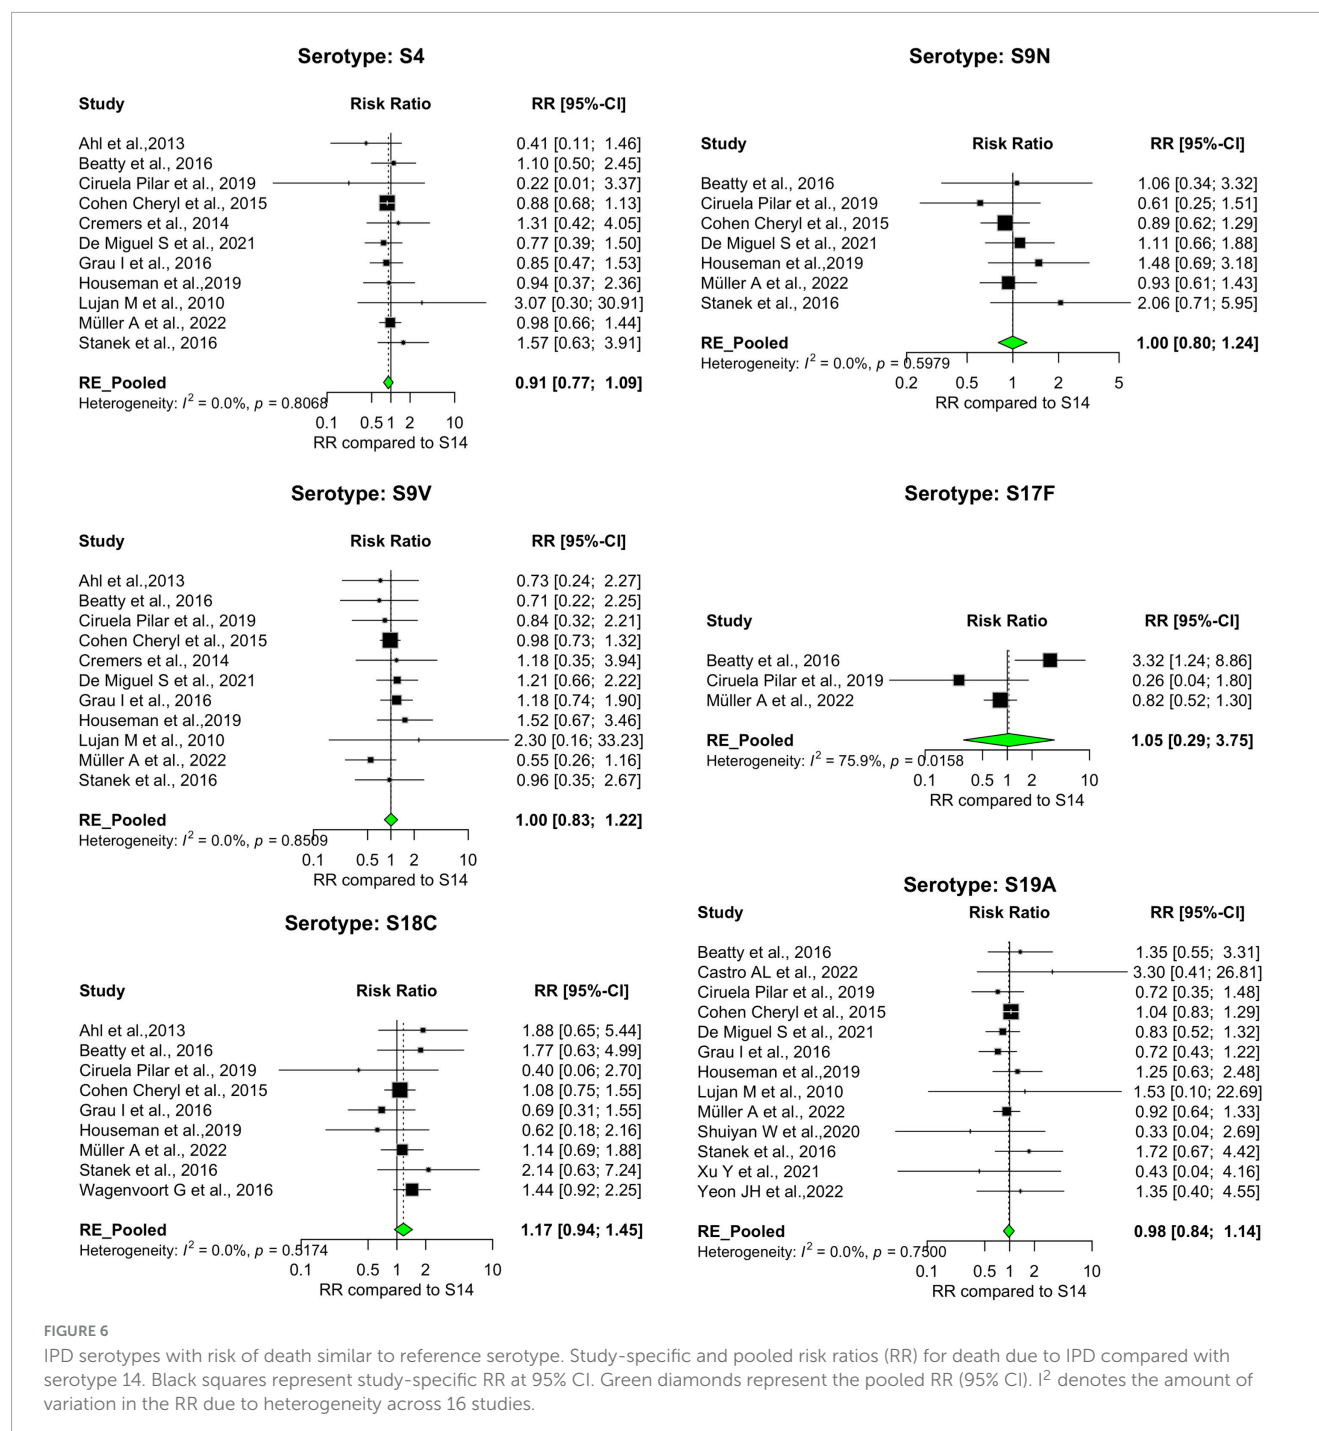 Serotype: S4
Study Risk Ratio RR [95%-CI]
Ahl et al.,2013 0.41 [0.11; 1.46]
Beatty et al., 2016 1.10 [0.50; 2.45]
Ciruela Pilar et al., 2019 0.22 [0.01; 3.37]
Cohen Cheryl et al., 2015 0.88 [0.68; 1.13]
Cremers et al., 2014 1.31 [0.42; 4.05]
De Miguel S et al., 2021 0.77 [0.39; 1.50]
Grau I et al., 2016 0.85 [0.47; 1.53]
Houseman et al.,2019 0.94 [0.37; 2.36]
Lujan M et al., 2010 3.07 [0.30; 30.91]
Müller A et al., 2022 0.98 [0.66; 1.44]
Stanek et al., 2016 1.57 [0.63; 3.91]
RE_Pooled 0.91 [0.77; 1.09]
Heterogeneity: I² = 0.0%, p = 0.8068
0.1 0.5 1 2 10
RR compared to S14
Serotype: S9N
Study Risk Ratio RR [95%-CI]
Beatty et al., 2016 1.06 [0.34; 3.32]
Ciruela Pilar et al., 2019 0.61 [0.25; 1.51]
Cohen Cheryl et al., 2015 0.89 [0.62; 1.29]
De Miguel S et al., 2021 1.11 [0.66; 1.88]
Houseman et al.,2019 1.48 [0.69; 3.18]
Müller A et al., 2022 0.93 [0.61; 1.43]
Stanek et al., 2016 2.06 [0.71; 5.95]
RE_Pooled 1.00 [0.80; 1.24]
Heterogeneity: I² = 0.0%, p = 0.5979
0.2 0.5 1 2 5
RR compared to S14
Serotype: S9V
Study Risk Ratio RR [95%-CI]
Ahl et al.,2013 0.73 [0.24; 2.27]
Beatty et al., 2016 0.71 [0.22; 2.25]
Ciruela Pilar et al., 2019 0.84 [0.32; 2.21]
Cohen Cheryl et al., 2015 0.98 [0.73; 1.32]
Cremers et al., 2014 1.18 [0.35; 3.94]
De Miguel S et al., 2021 1.21 [0.66; 2.22]
Grau I et al., 2016 1.18 [0.74; 1.90]
Houseman et al.,2019 1.52 [0.67; 3.46]
Lujan M et al., 2010 2.30 [0.16; 33.23]
Müller A et al., 2022 0.55 [0.26; 1.16]
Stanek et al., 2016 0.96 [0.35; 2.67]
RE_Pooled 1.00 [0.83; 1.22]
Heterogeneity: I² = 0.0%, p = 0.8509
0.1 0.5 1 2 10
RR compared to S14
Serotype: S17F
Study Risk Ratio RR [95%-CI]
Beatty et al., 2016 3.32 [1.24; 8.86]
Ciruela Pilar et al., 2019 0.26 [0.04; 1.80]
Müller A et al., 2022 0.82 [0.52; 1.30]
RE_Pooled 1.05 [0.29; 3.75]
Heterogeneity: I² = 75.9%, p = 0.0158
0.1 0.5 1 2 10
RR compared to S14
Serotype: S18C
Study Risk Ratio RR [95%-CI]
Ahl et al.,2013 1.88 [0.65; 5.44]
Beatty et al., 2016 1.77 [0.63; 4.99]
Ciruela Pilar et al., 2019 0.40 [0.06; 2.70]
Cohen Cheryl et al., 2015 1.08 [0.75; 1.55]
Grau I et al., 2016 0.69 [0.31; 1.55]
Houseman et al.,2019 0.62 [0.18; 2.16]
Müller A et al., 2022 1.14 [0.69; 1.88]
Stanek et al., 2016 2.14 [0.63; 7.24]
Wagenvoort G et al., 2016 1.44 [0.92; 2.25]
RE_Pooled 1.17 [0.94; 1.45]
Heterogeneity: I² = 0.0%, p = 0.5174
0.1 0.5 1 2 10
RR compared to S14
Serotype: S19A
Study Risk Ratio RR [95%-CI]
Beatty et al., 2016 1.35 [0.55; 3.31]
Castro AL et al., 2022 3.30 [0.41; 26.81]
Ciruela Pilar et al., 2019 0.72 [0.35; 1.48]
Cohen Cheryl et al., 2015 1.04 [0.83; 1.29]
De Miguel S et al., 2021 0.83 [0.52; 1.32]
Grau I et al., 2016 0.72 [0.43; 1.22]
Houseman et al.,2019 1.25 [0.63; 2.48]
Lujan M et al., 2010 1.53 [0.10; 22.69]
Müller A et al., 2022 0.92 [0.64; 1.33]
Shuiyan W et al.,2020 0.33 [0.04; 2.69]
Stanek et al., 2016 1.72 [0.67; 4.42]
Xu Y et al., 2021 0.43 [0.04; 4.16]
Yeon JH et al.,2022 1.35 [0.40; 4.55]
RE_Pooled 0.98 [0.84; 1.14]
Heterogeneity: I² = 0.0%, p = 0.7500
0.1 0.5 1 2 10
RR compared to S14
FIGURE 6
IPD serotypes with risk of death similar to reference serotype. Study-specific and pooled risk ratios (RR) for death due to IPD compared with
serotype 14. Black squares represent study-specific RR at 95% CI. Green diamonds represent the pooled RR (95% CI). I² denotes the amount of
variation in the RR due to heterogeneity across 16 studies.